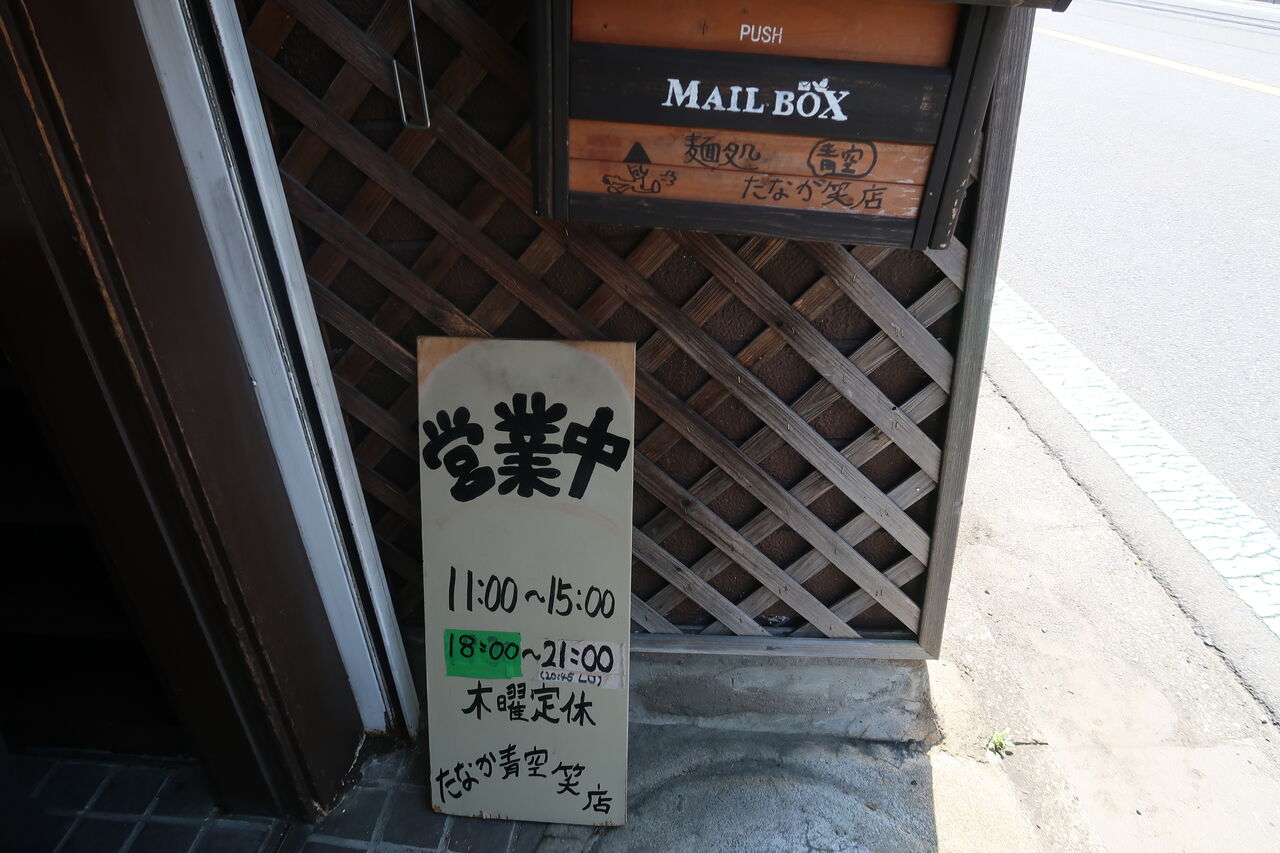 PUSH
MAIL BOX
麺処 青空
たなか笑店
営業中
11:00～15:00
18:00～21:00
(20:45 LO)
木曜定休
たなか青空笑店